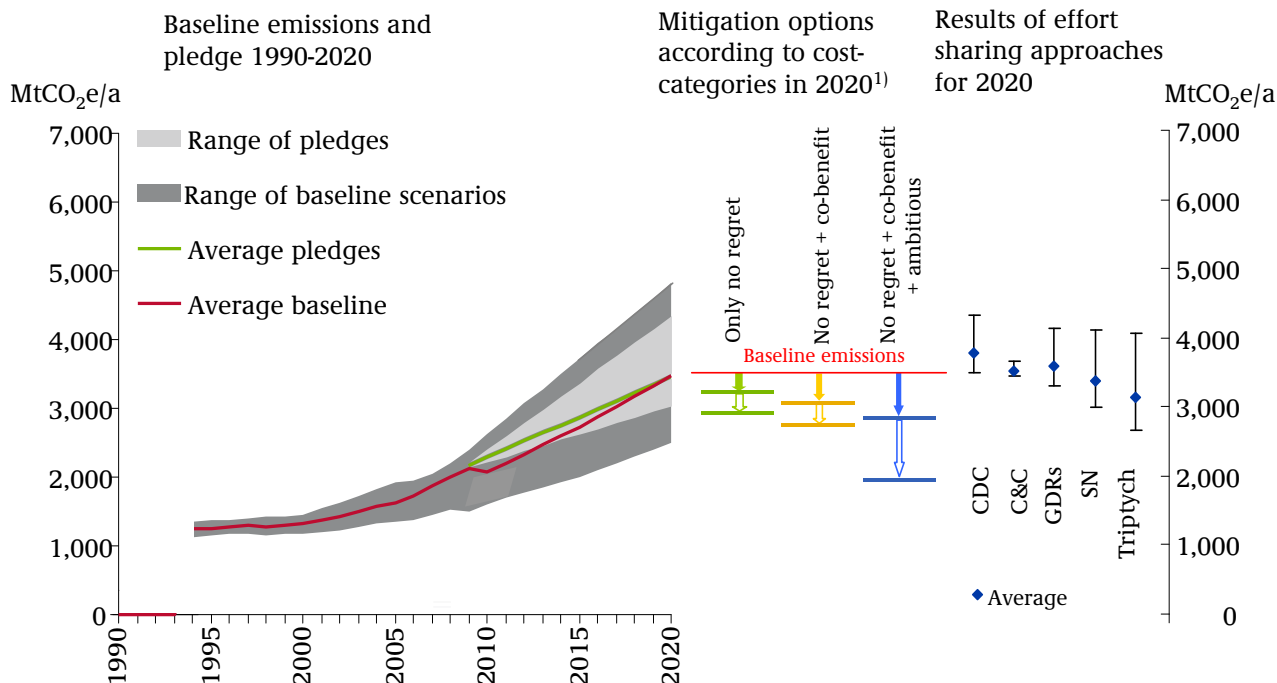 Baseline emissions and
pledge 1990-2020
Mitigation options
according to cost-
categories in 2020¹⁾
Results of effort
sharing approaches
for 2020
MtCO₂e/a
7,000
6,000
5,000
4,000
3,000
2,000
1,000
0
Range of pledges
Range of baseline scenarios
Average pledges
Average baseline
1990
1995
2000
2005
2010
2015
2020
Only no regret
No regret + co-benefit
No regret + co-benefit
+ ambitious
Baseline emissions
CDC
C&C
GDRs
SN
Triptych
Average
MtCO₂e/a
7,000
6,000
5,000
4,000
3,000
2,000
1,000
0